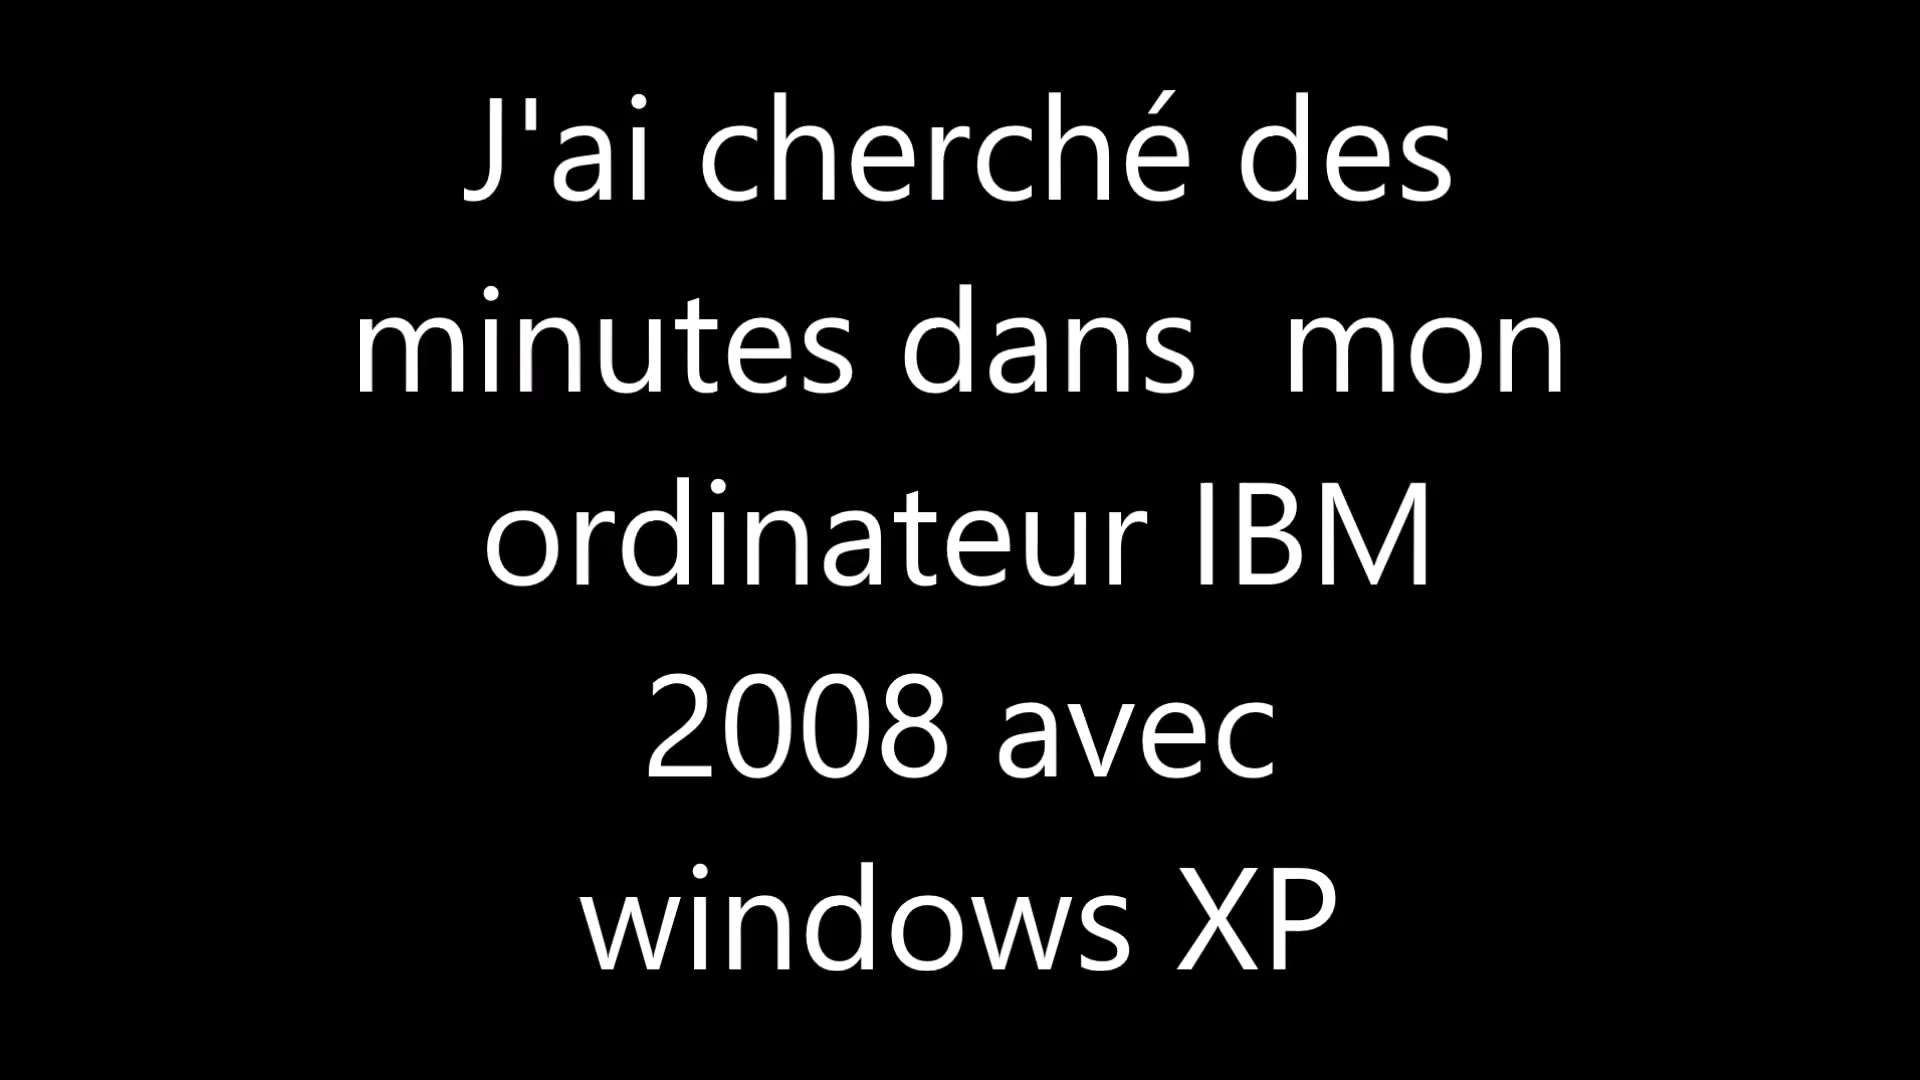 J'ai cherché des
minutes dans  mon
ordinateur IBM
2008 avec
windows XP